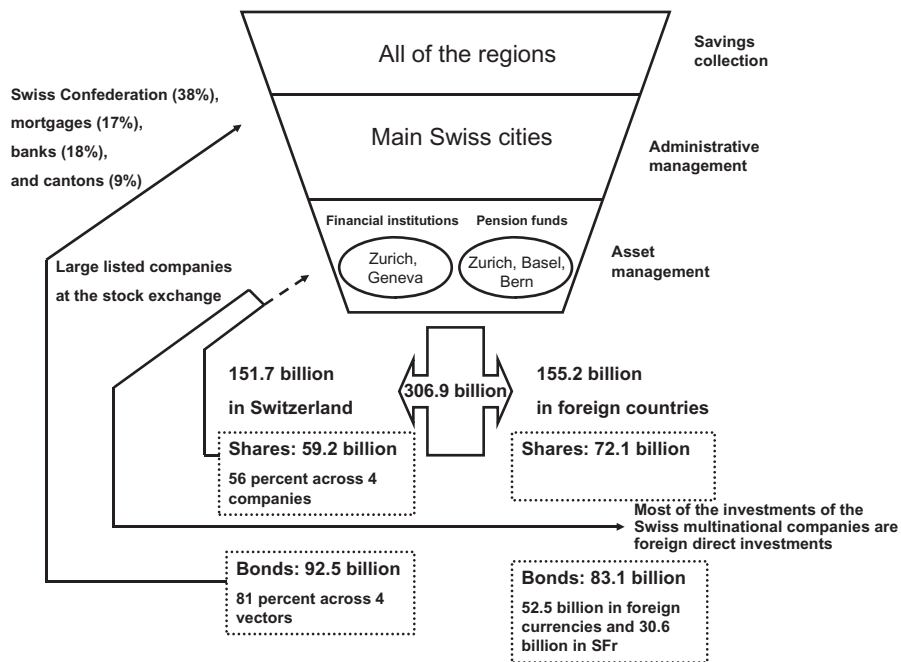 All of the regions
Savings
collection
Swiss Confederation (38%),
mortgages (17%),
banks (18%),
and cantons (9%)
Main Swiss cities
Administrative
management
Financial institutions
Pension funds
Zurich,
Geneva
Zurich, Basel,
Bern
Asset
management
Large listed companies
at the stock exchange
151.7 billion
in Switzerland
306.9 billion
155.2 billion
in foreign countries
Shares: 59.2 billion
56 percent across 4
companies
Shares: 72.1 billion
Most of the investments of the
Swiss multinational companies are
foreign direct investments
Bonds: 92.5 billion
81 percent across 4
vectors
Bonds: 83.1 billion
52.5 billion in foreign
currencies and 30.6
billion in SFr